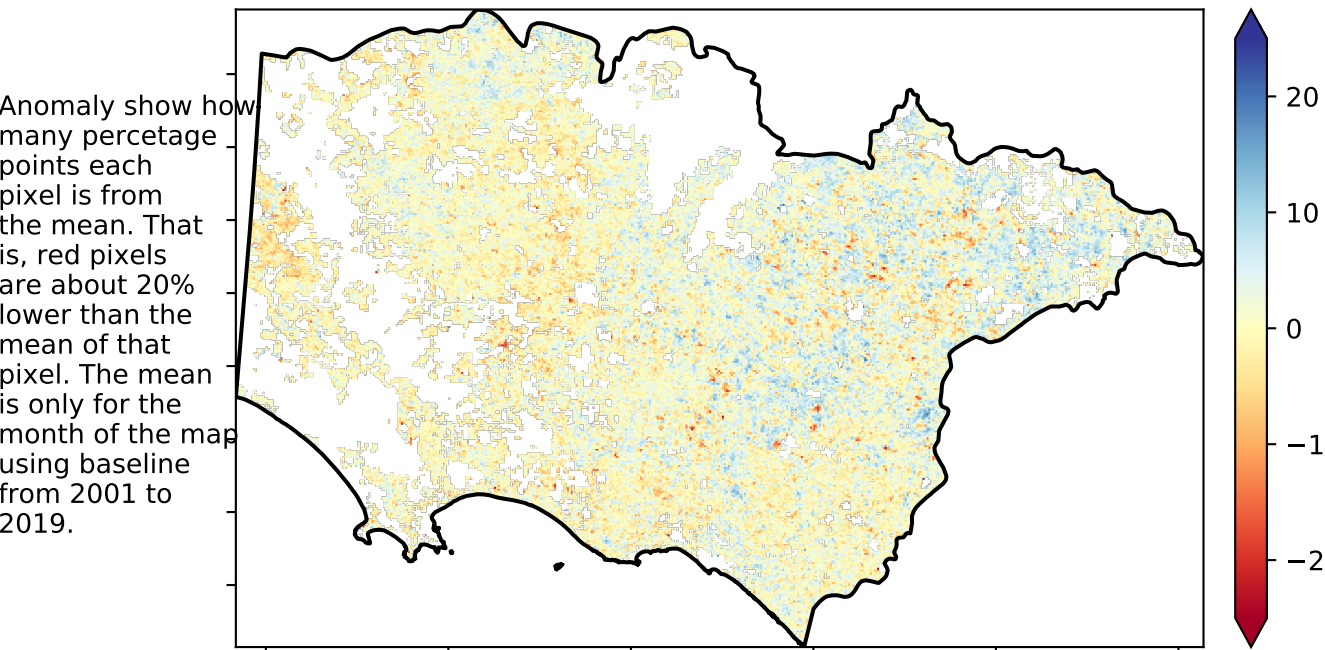 Anomaly show how
many percetage
points each
pixel is from
the mean. That
is, red pixels
are about 20%
lower than the
mean of that
pixel. The mean
is only for the
month of the map
using baseline
from 2001 to
2019.
20
10
0
−1
−2